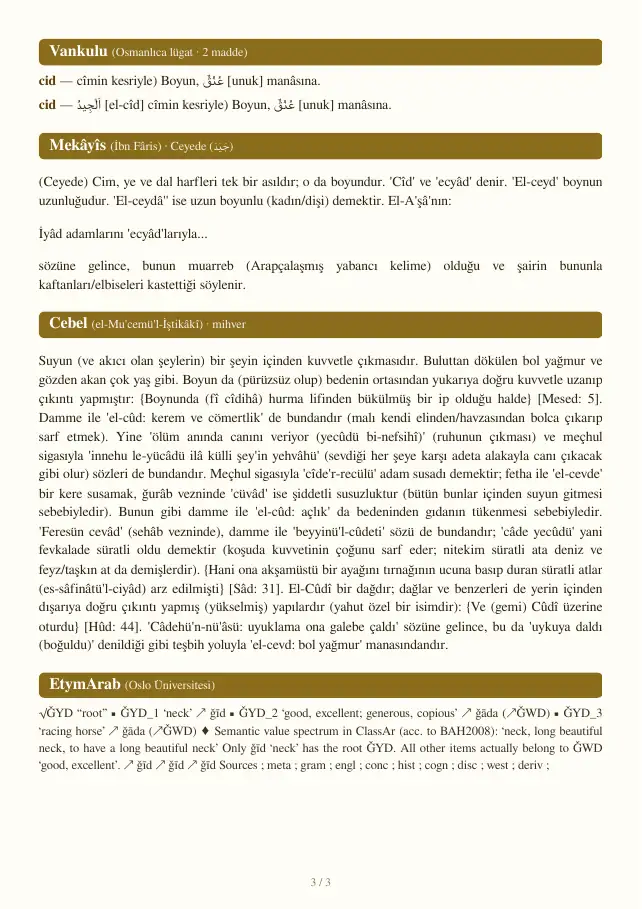 Vankulu (Osmanlıca lügat · 2 madde)
cid — cîmin kesriyle) Boyun, عُنُقٌ [unuk] manâsına.
cid — اَلْجِيدُ [el-cîd] cîmin kesriyle) Boyun, عُنُقٌ [unuk] manâsına.
Mekâyîs (İbn Fâris) · Ceyede (جَيَدَ)
(Ceyede) Cim, ye ve dal harfleri tek bir asıldır; o da boyundur. 'Cîd' ve 'ecyâd' denir. 'El-ceyd' boynun
uzunluğudur. 'El-ceydâ'' ise uzun boyunlu (kadın/dişi) demektir. El-A'şâ'nın:
İyâd adamlarını 'ecyâd'larıyla...
sözüne gelince, bunun muarreb (Arapçalaşmış yabancı kelime) olduğu ve şairin bununla
kaftanları/elbiseleri kastettiği söylenir.
Cebel (el-Mu'cemü'l-İştikâkî) · mihver
Suyun (ve akıcı olan şeylerin) bir şeyin içinden kuvvetle çıkmasıdır. Buluttan dökülen bol yağmur ve
gözden akan çok yaş gibi. Boyun da (pürüzsüz olup) bedenin ortasından yukarıya doğru kuvvetle uzanıp
çıkıntı yapmıştır: {Boynunda (fî cîdihâ) hurma lifinden bükülmüş bir ip olduğu halde} [Mesed: 5].
Damme ile 'el-cûd: kerem ve cömertlik' de bundandır (malı kendi elinden/havzasından bolca çıkarıp
sarf etmek). Yine 'ölüm anında canını veriyor (yecûdü bi-nefsihî)' (ruhunun çıkması) ve meçhul
sigasıyla 'innehu le-yücâdü ilâ külli şey'in yehvâhü' (sevdiği her şeye karşı adeta alakayla canı çıkacak
gibi olur) sözleri de bundandır. Meçhul sigasıyla 'cîde'r-recülü' adam susadı demektir; fetha ile 'el-cevde'
bir kere susamak, ğurâb vezninde 'cüvâd' ise şiddetli susuzluktur (bütün bunlar içinden suyun gitmesi
sebebiyledir). Bunun gibi damme ile 'el-cûd: açlık' da bedeninden gıdanın tükenmesi sebebiyledir.
'Feresün cevâd' (sehâb vezninde), damme ile 'beyyinü'l-cûdeti' sözü de bundandır; 'câde yecûdü' yani
fevkalade süratli oldu demektir (koşuda kuvvetinin çoğunu sarf eder; nitekim süratli ata deniz ve
feyz/taşkın at da demişlerdir). {Hani ona akşamüstü bir ayağını tırnağının ucuna basıp duran süratli atlar
(es-sâfinâtü'l-ciyâd) arz edilmişti} [Sâd: 31]. El-Cûdî bir dağdır; dağlar ve benzerleri de yerin içinden
dışarıya doğru çıkıntı yapmış (yükselmiş) yapılardır (yahut özel bir isimdir): {Ve (gemi) Cûdî üzerine
oturdu} [Hûd: 44]. 'Câdehü'n-nü'âsü: uyuklama ona galebe çaldı' sözüne gelince, bu da 'uykuya daldı
(boğuldu)' denildiği gibi teşbih yoluyla 'el-cevd: bol yağmur' manasındandır.
EtymArab (Oslo Üniversitesi)
√ǦYD “root” ▪ ǦYD_1 ‘neck’ ↗ ǧīd ▪ ǦYD_2 ‘good, excellent; generous, copious’ ↗ ǧāda (↗ǦWD) ▪ ǦYD_3
‘racing horse’ ↗ ǧāda (↗ǦWD) ♦ Semantic value spectrum in ClassAr (acc. to BAH2008): ‘neck, long beautiful
neck, to have a long beautiful neck’ Only ǧīd ‘neck’ has the root ǦYD. All other items actually belong to ǦWD
‘good, excellent’. ↗ ǧīd ↗ ǧīd ↗ ǧīd Sources ; meta ; gram ; engl ; conc ; hist ; cogn ; disc ; west ; deriv ;
3 / 3